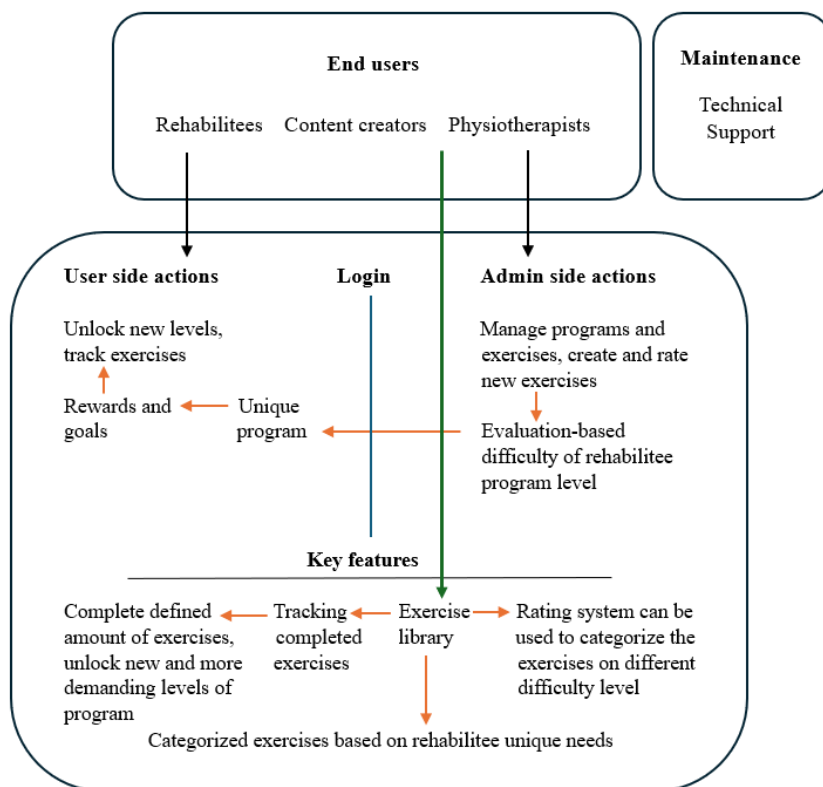 End users
Rehabilitees
Content creators
Physiotherapists
Maintenance
Technical
Support
User side actions
Login
Admin side actions
Unlock new levels,
track exercises
Manage programs and
exercises, create and rate
new exercises
Rewards and
goals
Unique
program
Evaluation-based
difficulty of rehabilitee
program level
Key features
Complete defined
amount of exercises,
unlock new and more
demanding levels of
program
Tracking
completed
exercises
Exercise
library
Rating system can be
used to categorize the
exercises on different
difficulty level
Categorized exercises based on rehabilitee unique needs